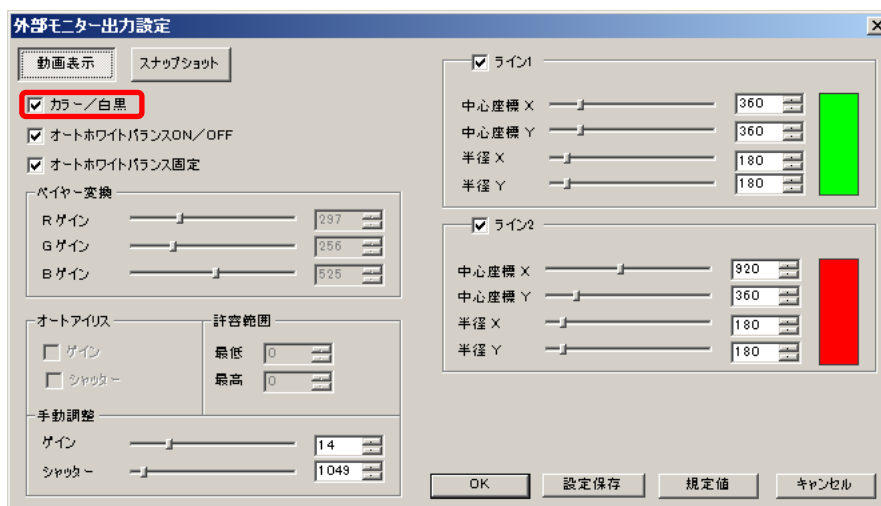 外部モニター出力設定
動画表示
スナップショット
カラー/白黒
オートホワイトバランスON/OFF
オートホワイトバランス固定
ベイヤー変換
R ゲイン 297
G ゲイン 256
B ゲイン 525
オートアイリス
ゲイン
シャッター
許容範囲
最低 0
最高 0
手動調整
ゲイン 14
シャッター 1049
ライン1
中心座標 X 360
中心座標 Y 360
半径 X 180
半径 Y 180
ライン2
中心座標 X 920
中心座標 Y 360
半径 X 180
半径 Y 180
OK
設定保存
規定値
キャンセル